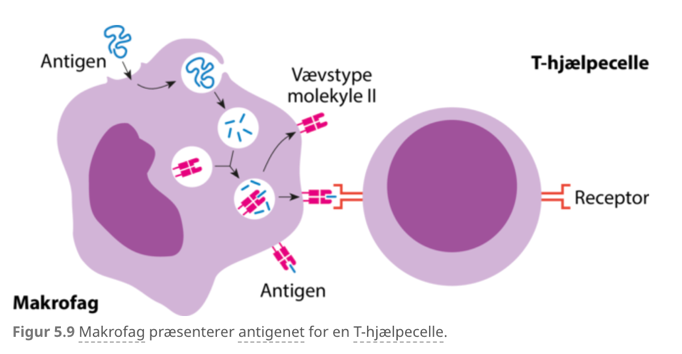 Antigen
Vævstype
molekyle II
T-hjælpecelle
Receptor
Antigen
Makrofag
Figur 5.9 Makrofag præsenterer antigenet for en T-hjælpecelle.